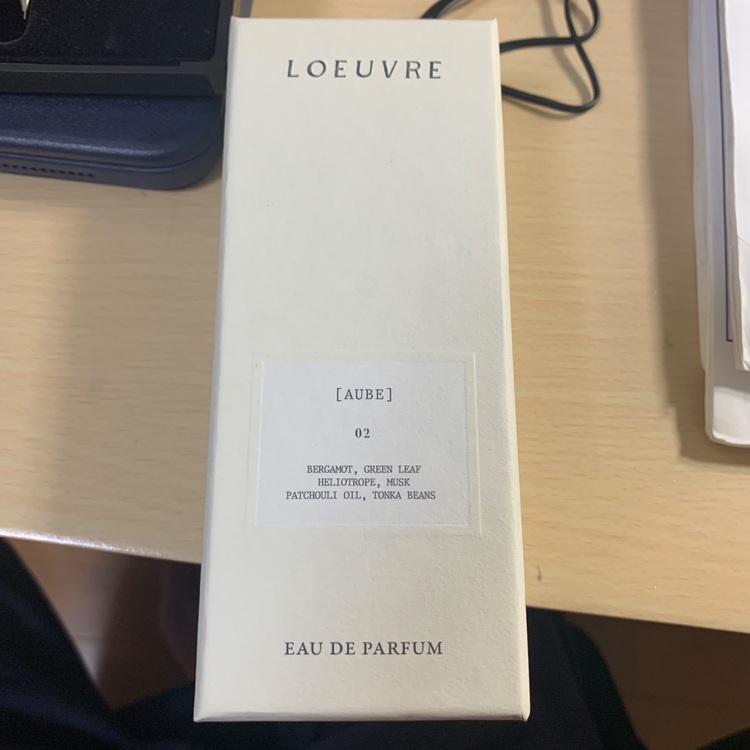 LOEUVRE
[AUBE]
02
BERGAMOT, GREEN LEAF
HELIOTROPE, MUSK
PATCHOULI OIL, TONKA BEANS
EAU DE PARFUM